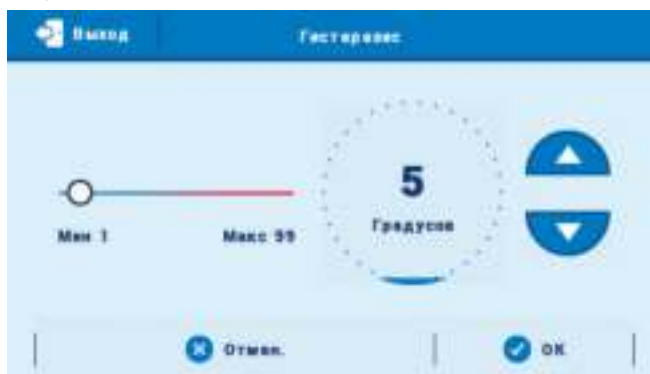 Выход
Гистерезис
5
Градусов
Мин 1
Макс 99
Отмен.
OK